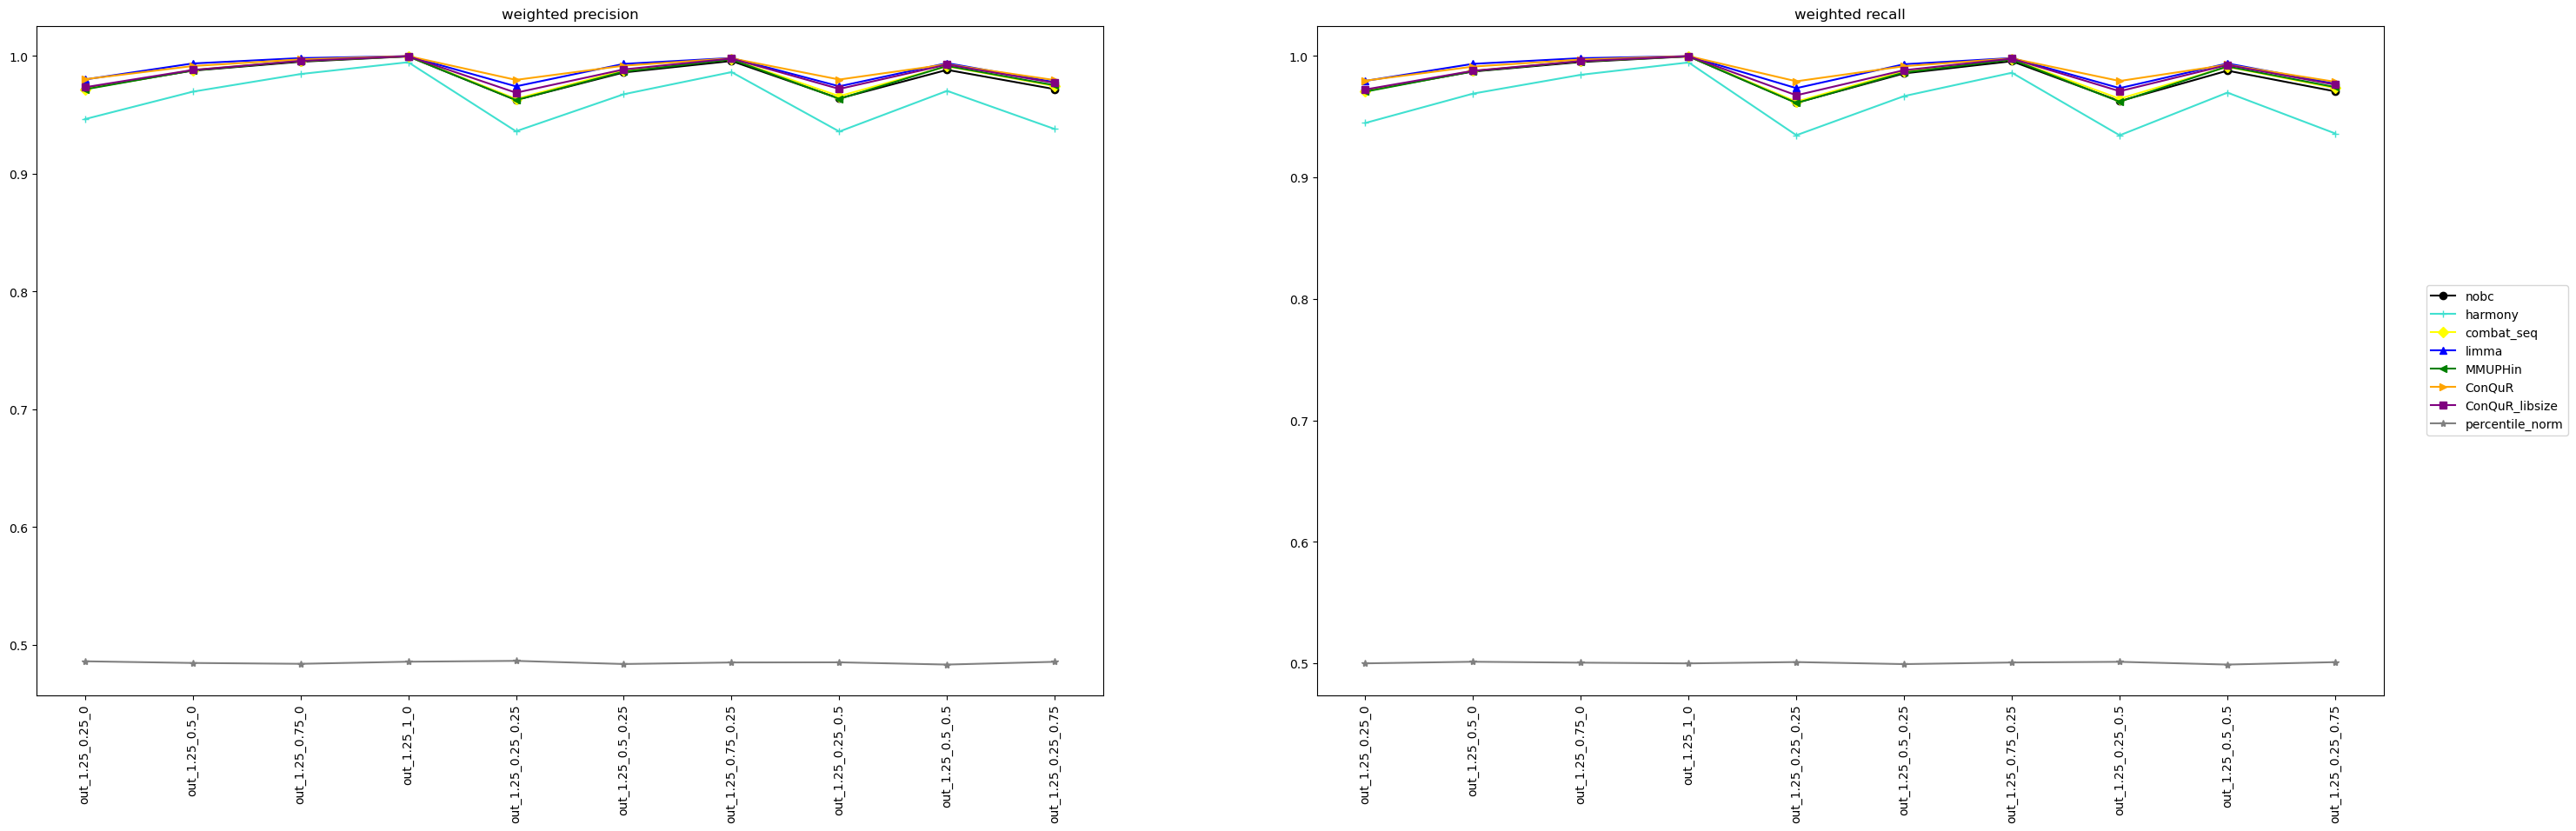 weighted precision
1.0
0.9
0.8
0.7
0.6
0.5
out_1.25_0.25_0
out_1.25_0.5_0
out_1.25_0.75_0
out_1.25_1_0
out_1.25_0.25_0.25
out_1.25_0.5_0.25
out_1.25_0.75_0.25
out_1.25_0.25_0.5
out_1.25_0.5_0.5
out_1.25_0.25_0.75
weighted recall
1.0
0.9
0.8
0.7
0.6
0.5
out_1.25_0.25_0
out_1.25_0.5_0
out_1.25_0.75_0
out_1.25_1_0
out_1.25_0.25_0.25
out_1.25_0.5_0.25
out_1.25_0.75_0.25
out_1.25_0.25_0.5
out_1.25_0.5_0.5
out_1.25_0.25_0.75
nobc
harmony
combat_seq
limma
MMUPHin
ConQuR
ConQuR_libsize
percentile_norm